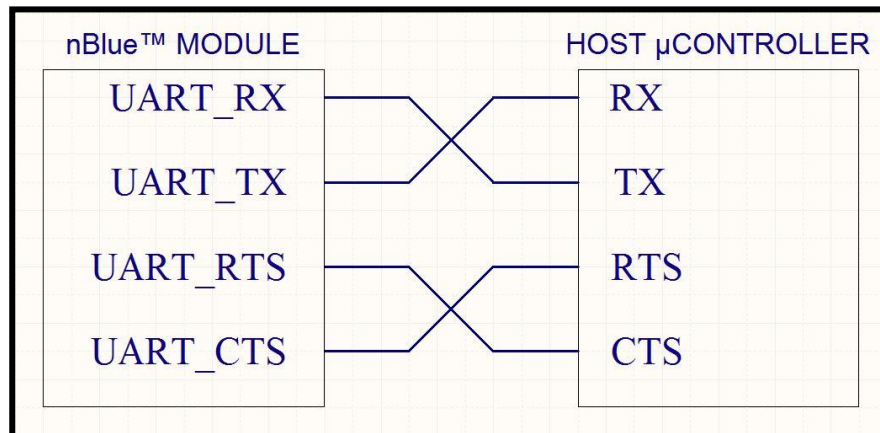 nBlue™ MODULE
HOST µCONTROLLER
UART_RX
RX
UART_TX
TX
UART_RTS
RTS
UART_CTS
CTS